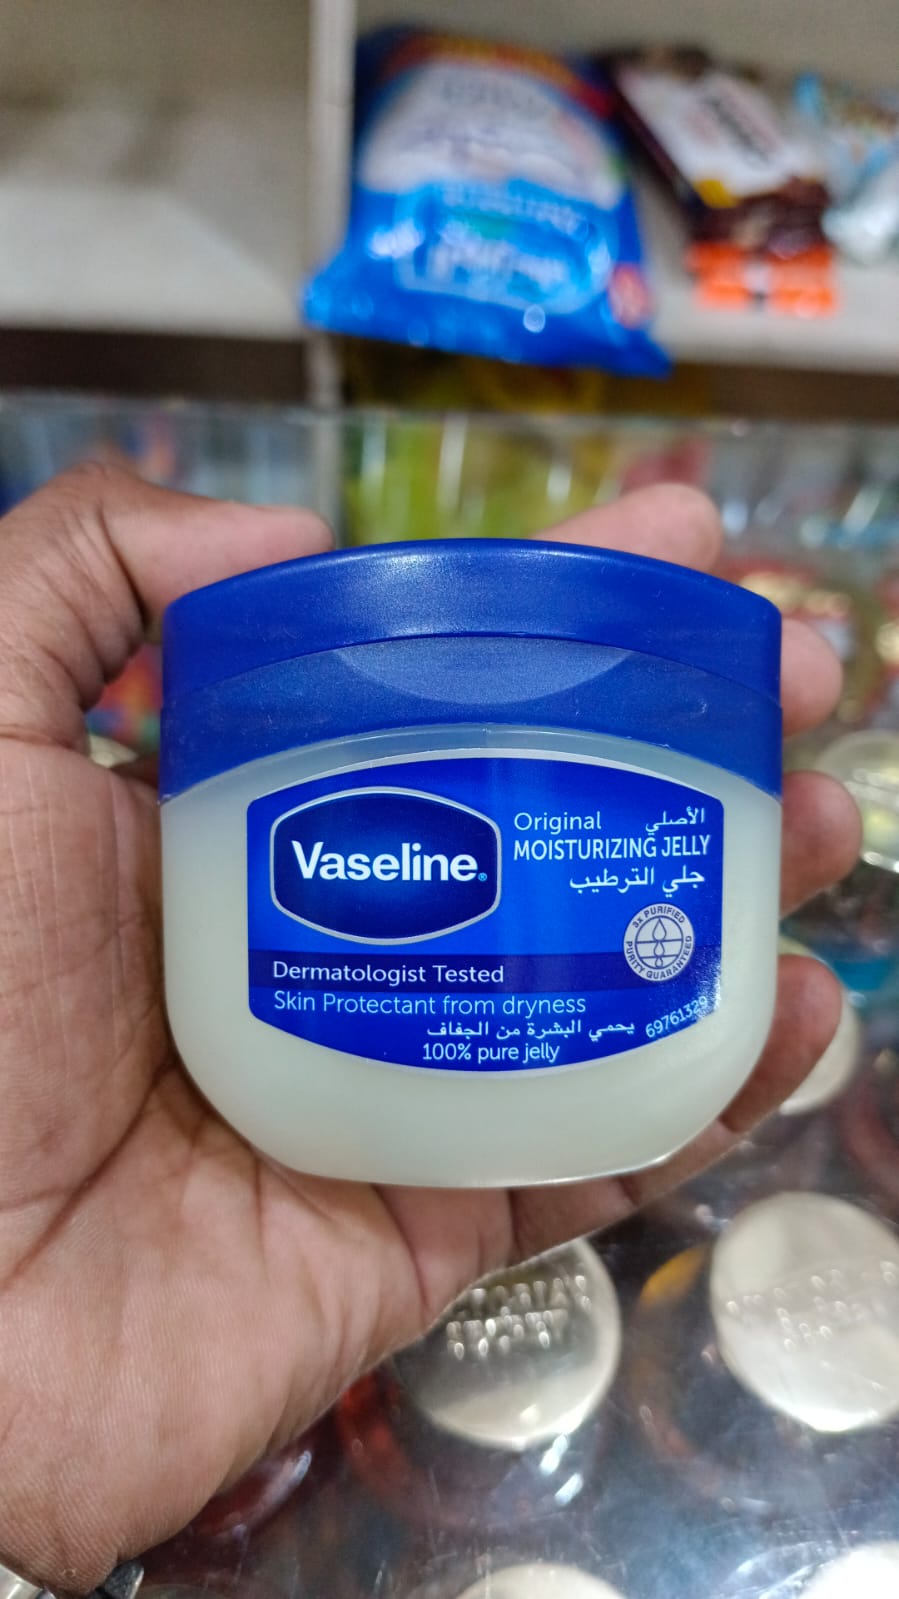 Vaseline®
Original الأصلي
MOISTURIZING JELLY
جلي الترطيب
3X PURIFIED
PURITY GUARANTEED
Dermatologist Tested
Skin Protectant from dryness
يحمي البشرة من الجفاف
69761329
100% pure jelly